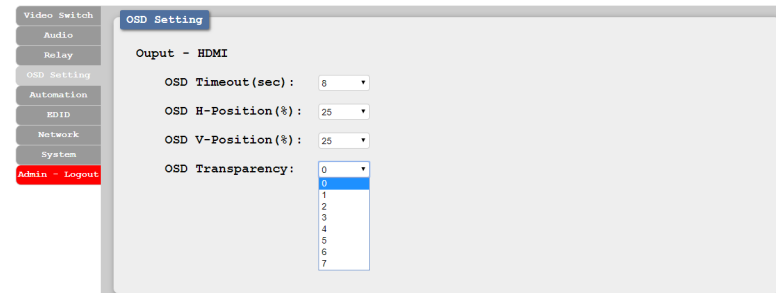 Video Switch
Audio
Relay
OSD Setting
Automation
EDID
Network
System
Admin - Logout
OSD Setting
Ouput - HDMI
OSD Timeout(sec): 8
OSD H-Position(%): 25
OSD V-Position(%): 25
OSD Transparency: 0
0
1
2
3
4
5
6
7